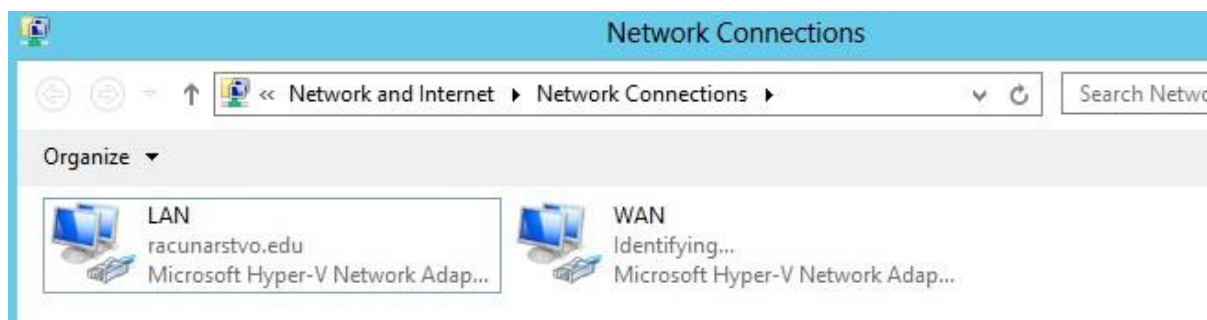 Network Connections
« Network and Internet ▸ Network Connections ▸ Search Netwo
Organize ▾
LAN
racunarstvo.edu
Microsoft Hyper-V Network Adap...
WAN
Identifying...
Microsoft Hyper-V Network Adap...